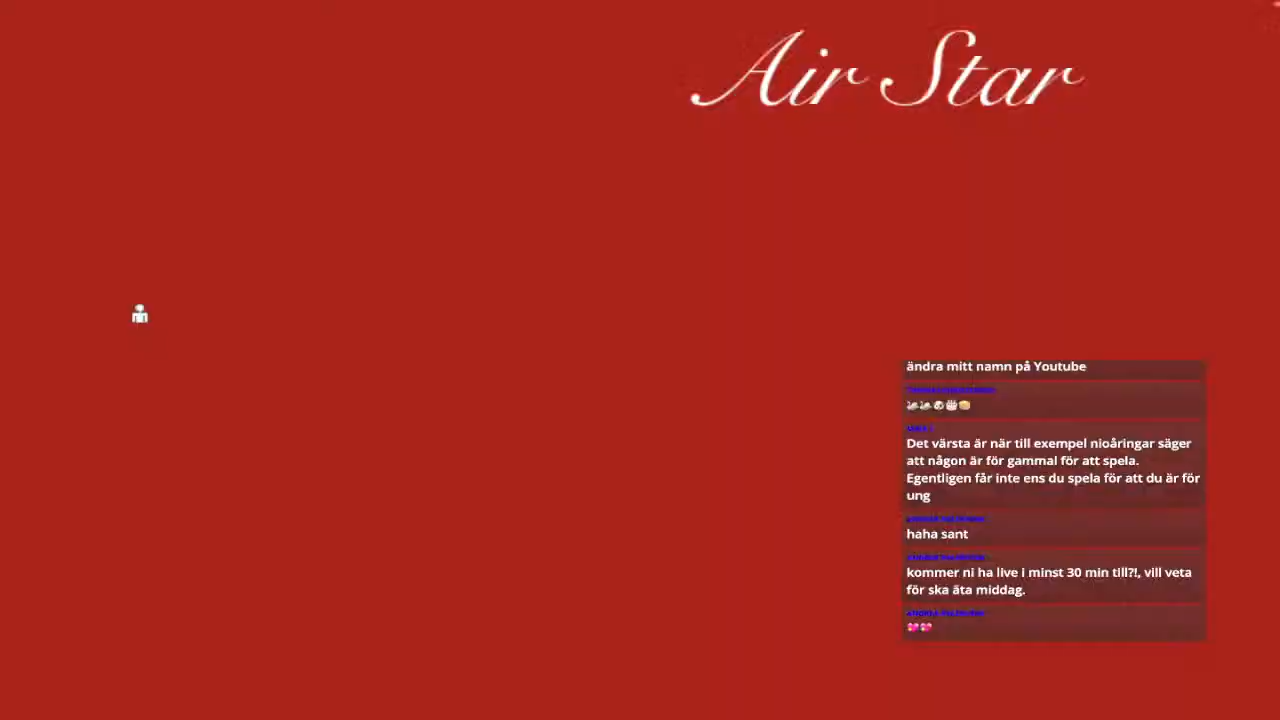 Air Star
ändra mitt namn på Youtube
Det värsta är när till exempel nioåringar säger
att någon är för gammal för att spela.
Egentligen får inte ens du spela för att du är för
ung
haha sant
kommer ni ha live i minst 30 min till?!, vill veta
för ska äta middag.